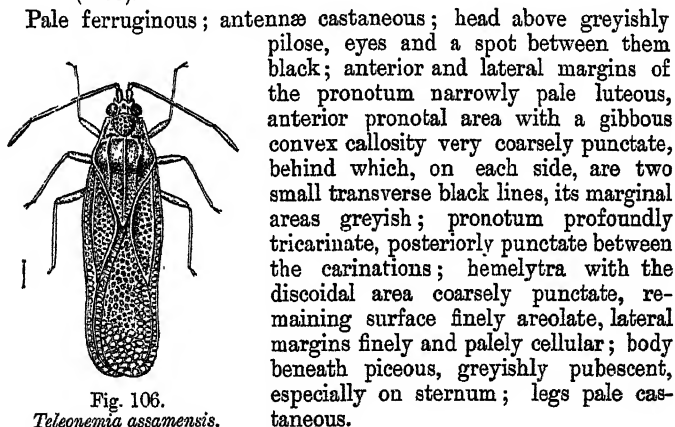 Pale ferruginous; antennæ castaneous; head above greyishly
pilose, eyes and a spot between them
black; anterior and lateral margins of
the pronotum narrowly pale luteous,
anterior pronotal area with a gibbous
convex callosity very coarsely punctate,
behind which, on each side, are two
small transverse black lines, its marginal
areas greyish; pronotum profoundly
tricarinate, posteriorly punctate between
the carinations; hemelytra with the
discoidal area coarsely punctate, re-
maining surface finely areolate, lateral
margins finely and palely cellular; body
beneath piceous, greyishly pubescent,
especially on sternum; legs pale cas-
taneous.
Fig. 106.
Teleonemia assamensis.